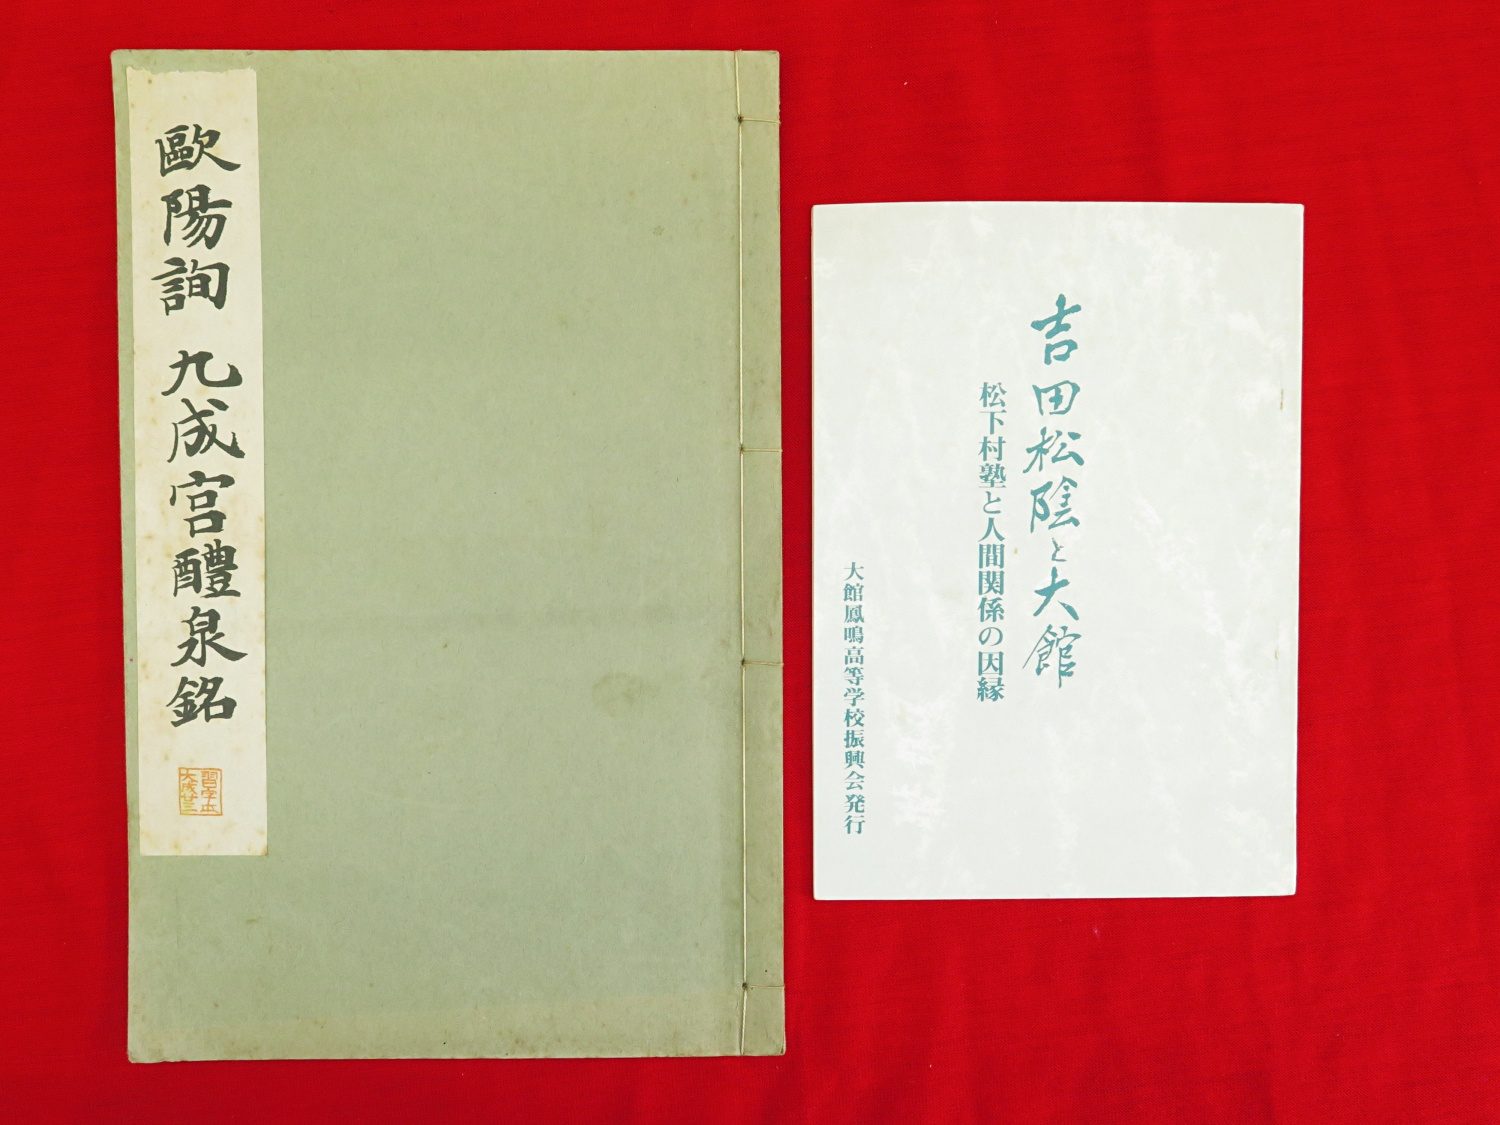 歐陽詢 九成宮醴泉銘
吉田松陰と大館
松下村塾と人間関係の因縁
大館鳳鳴高等学校振興会発行